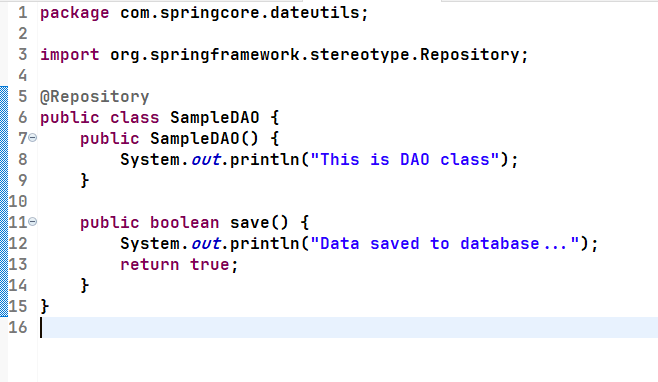 1 package com.springcore.dateutils;
2
3 import org.springframework.stereotype.Repository;
4
5 @Repository
6 public class SampleDAO {
7     public SampleDAO() {
8         System.out.println("This is DAO class");
9     }
10
11     public boolean save() {
12         System.out.println("Data saved to database...");
13         return true;
14     }
15 }
16